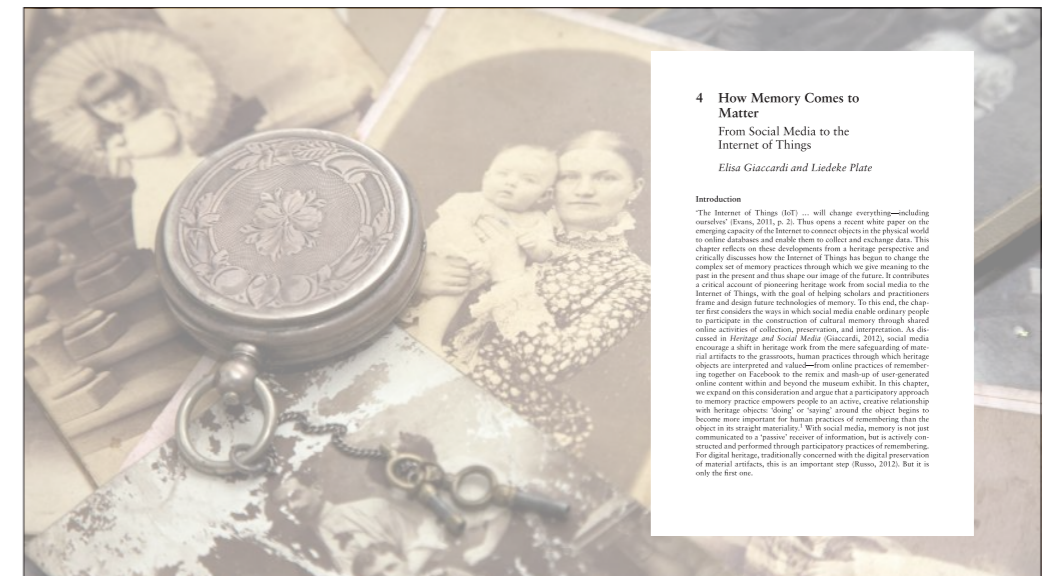 4 How Memory Comes to
Matter
From Social Media to the
Internet of Things
Elisa Giaccardi and Liedeke Plate
Introduction
'The Internet of Things (IoT) ... will change everything—including
ourselves' (Evans, 2011, p. 2). Thus opens a recent white paper on the
emerging capacity of the Internet to connect objects in the physical world
to online databases and enable them to collect and exchange data. This
chapter reflects on these developments from a heritage perspective and
critically discusses how the Internet of Things has begun to change the
complex set of memory practices through which we give meaning to the
past in the present and thus shape our image of the future. It contributes
a critical account of pioneering heritage work from social media to the
Internet of Things, with the goal of helping scholars and practitioners
frame and design future technologies of memory. To this end, the chap-
ter first considers the ways in which social media enable ordinary people
to participate in the construction of cultural memory through shared
online activities of collection, preservation, and interpretation. As dis-
cussed in Heritage and Social Media (Giaccardi, 2012), social media
encourage a shift in heritage work from the mere safeguarding of mate-
rial artifacts to the grassroots, human practices through which heritage
objects are interpreted and valued—from online practices of remember-
ing together on Facebook to the remix and mash-up of user-generated
online content within and beyond the museum exhibit. In this chapter,
we expand on this consideration and argue that a participatory approach
to memory practice empowers people to an active, creative relationship
with heritage objects: 'doing' or 'saying' around the object begins to
become more important for human practices of remembering than the
object in its straight materiality.1 With social media, memory is not just
communicated to a 'passive' receiver of information, but is actively con-
structed and performed through participatory practices of remembering.
For digital heritage, traditionally concerned with the digital preservation
of material artifacts, this is an important step (Russo, 2012). But it is
only the first one.